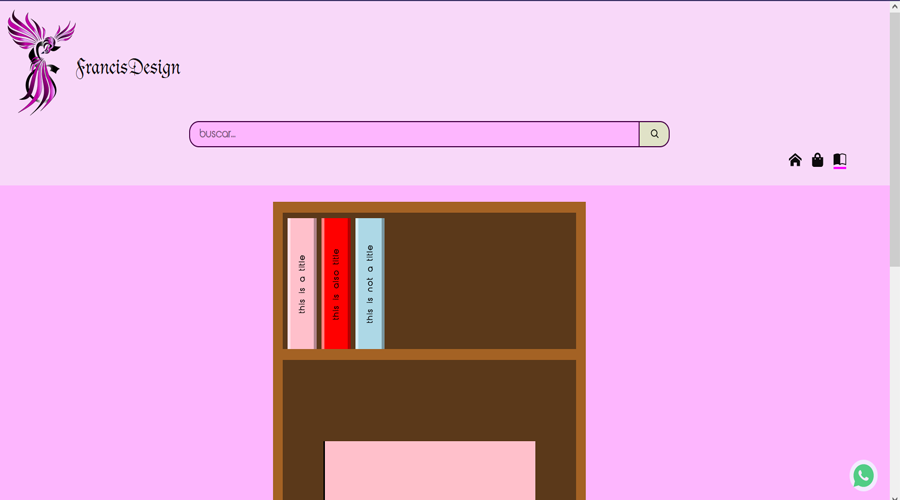 FrancisDesign
buscar...
this is a title
this is also title
this is not a title